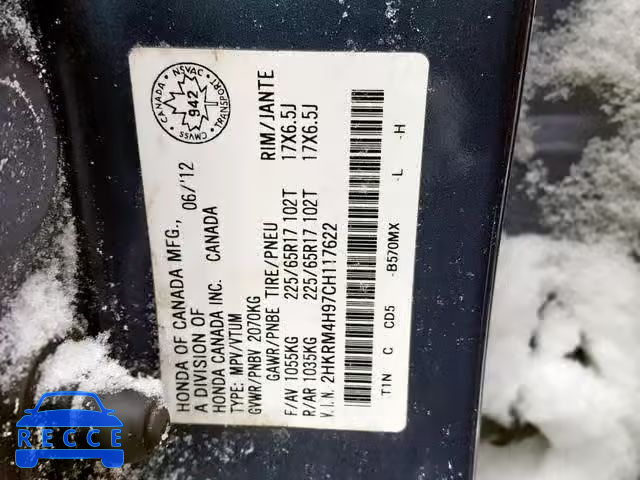 HONDA OF CANADA MFG., 06/'12
A DIVISION OF
HONDA CANADA INC. CANADA
TYPE: MPV/VTUM
GVWR/PNBV 2070KG
GAWR/PNBE TIRE/PNEU RIM/JANTE
F/AV 1055KG 225/65R17 102T 17X6.5J
R/AR 1035KG 225/65R17 102T 17X6.5J
V.I.N. 2HKRM4H97CH117622
T1N C CD5 -B570MX -L -H
CANADA NSVAC TRANSPORT CMVSS
942
RECCE